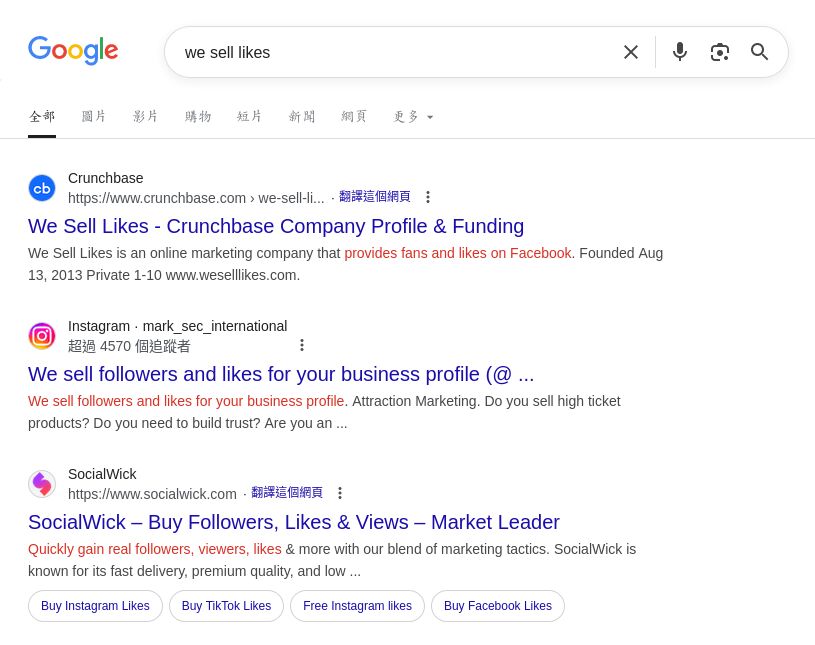 Google
we sell likes
全部 圖片 影片 購物 短片 新聞 網頁 更多
Crunchbase
https://www.crunchbase.com › we-sell-li... · 翻譯這個網頁
We Sell Likes - Crunchbase Company Profile & Funding
We Sell Likes is an online marketing company that provides fans and likes on Facebook. Founded Aug
13, 2013 Private 1-10 www.weselllikes.com.
Instagram · mark_sec_international
超過 4570 個追蹤者
We sell followers and likes for your business profile (@ ...
We sell followers and likes for your business profile. Attraction Marketing. Do you sell high ticket
products? Do you need to build trust? Are you an ...
SocialWick
https://www.socialwick.com · 翻譯這個網頁
SocialWick – Buy Followers, Likes & Views – Market Leader
Quickly gain real followers, viewers, likes & more with our blend of marketing tactics. SocialWick is
known for its fast delivery, premium quality, and low ...
Buy Instagram Likes Buy TikTok Likes Free Instagram likes Buy Facebook Likes